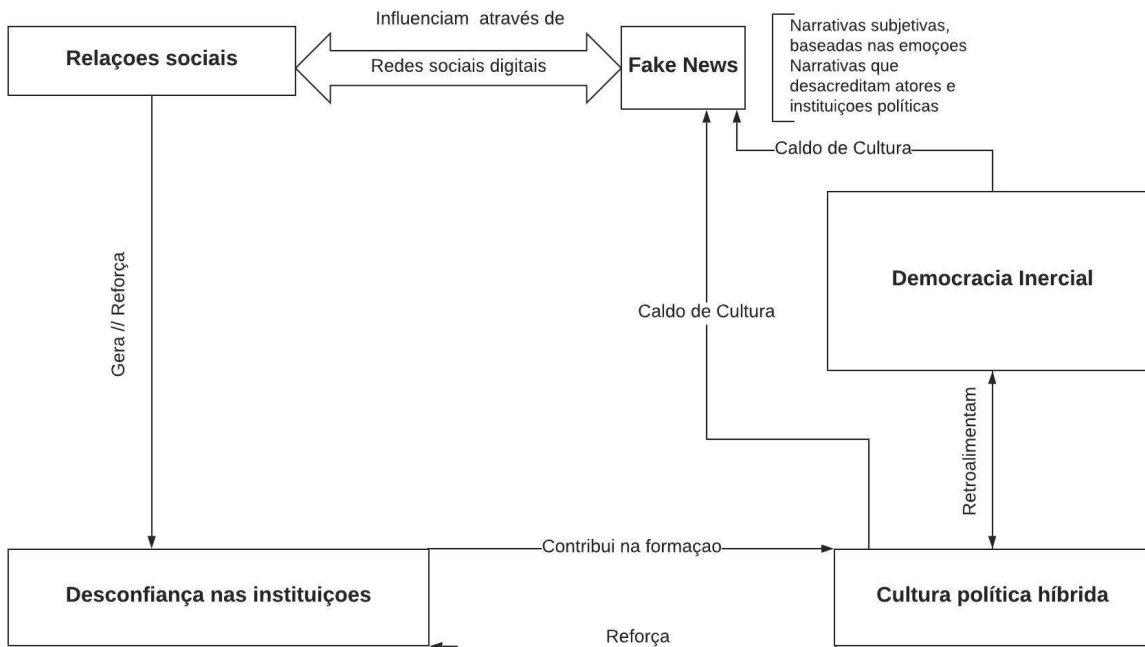 Influenciam através de
Relaçoes sociais
Redes sociais digitais
Fake News
Narrativas subjetivas,
baseadas nas emoçoes
Narrativas que
desacreditam atores e
instituiçoes políticas
Caldo de Cultura
Democracia Inercial
Gera // Reforça
Caldo de Cultura
Retroalimentam
Desconfiança nas instituiçoes
Contribui na formaçao
Cultura política híbrida
Reforça